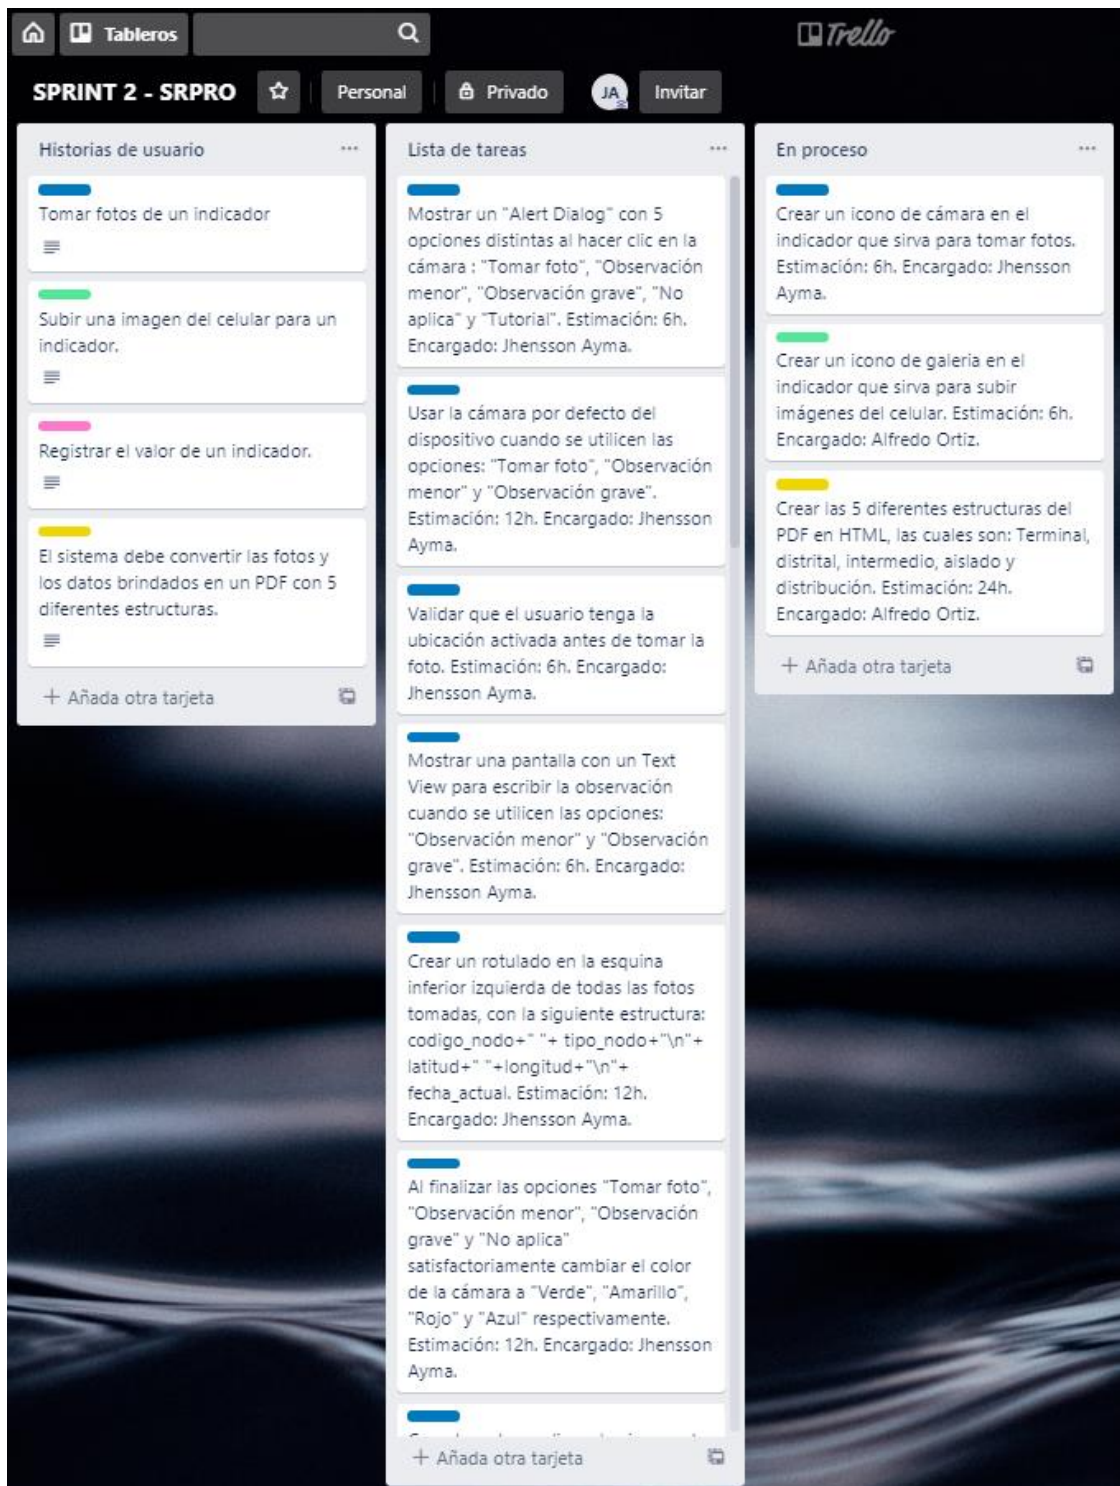 Tableros
Trello
SPRINT 2 - SRPRO
Personal
Privado
JA
Invitar
Historias de usuario
Tomar fotos de un indicador
Subir una imagen del celular para un
indicador.
Registrar el valor de un indicador.
El sistema debe convertir las fotos y
los datos brindados en un PDF con 5
diferentes estructuras.
+ Añada otra tarjeta
Lista de tareas
Mostrar un "Alert Dialog" con 5
opciones distintas al hacer clic en la
cámara : "Tomar foto", "Observación
menor", "Observación grave", "No
aplica" y "Tutorial". Estimación: 6h.
Encargado: Jhensson Ayma.
Usar la cámara por defecto del
dispositivo cuando se utilicen las
opciones: "Tomar foto", "Observación
menor" y "Observación grave".
Estimación: 12h. Encargado: Jhensson
Ayma.
Validar que el usuario tenga la
ubicación activada antes de tomar la
foto. Estimación: 6h. Encargado:
Jhensson Ayma.
Mostrar una pantalla con un Text
View para escribir la observación
cuando se utilicen las opciones:
"Observación menor" y "Observación
grave". Estimación: 6h. Encargado:
Jhensson Ayma.
Crear un rotulado en la esquina
inferior izquierda de todas las fotos
tomadas, con la siguiente estructura:
codigo_nodo+" "+ tipo_nodo+"\n"+
latitud+" "+longitud+"\n"+
fecha_actual. Estimación: 12h.
Encargado: Jhensson Ayma.
Al finalizar las opciones "Tomar foto",
"Observación menor", "Observación
grave" y "No aplica"
satisfactoriamente cambiar el color
de la cámara a "Verde", "Amarillo",
"Rojo" y "Azul" respectivamente.
Estimación: 12h. Encargado: Jhensson
Ayma.
+ Añada otra tarjeta
En proceso
Crear un icono de cámara en el
indicador que sirva para tomar fotos.
Estimación: 6h. Encargado: Jhensson
Ayma.
Crear un icono de galeria en el
indicador que sirva para subir
imágenes del celular. Estimación: 6h.
Encargado: Alfredo Ortiz.
Crear las 5 diferentes estructuras del
PDF en HTML, las cuales son: Terminal,
distrital, intermedio, aislado y
distribución. Estimación: 24h.
Encargado: Alfredo Ortiz.
+ Añada otra tarjeta